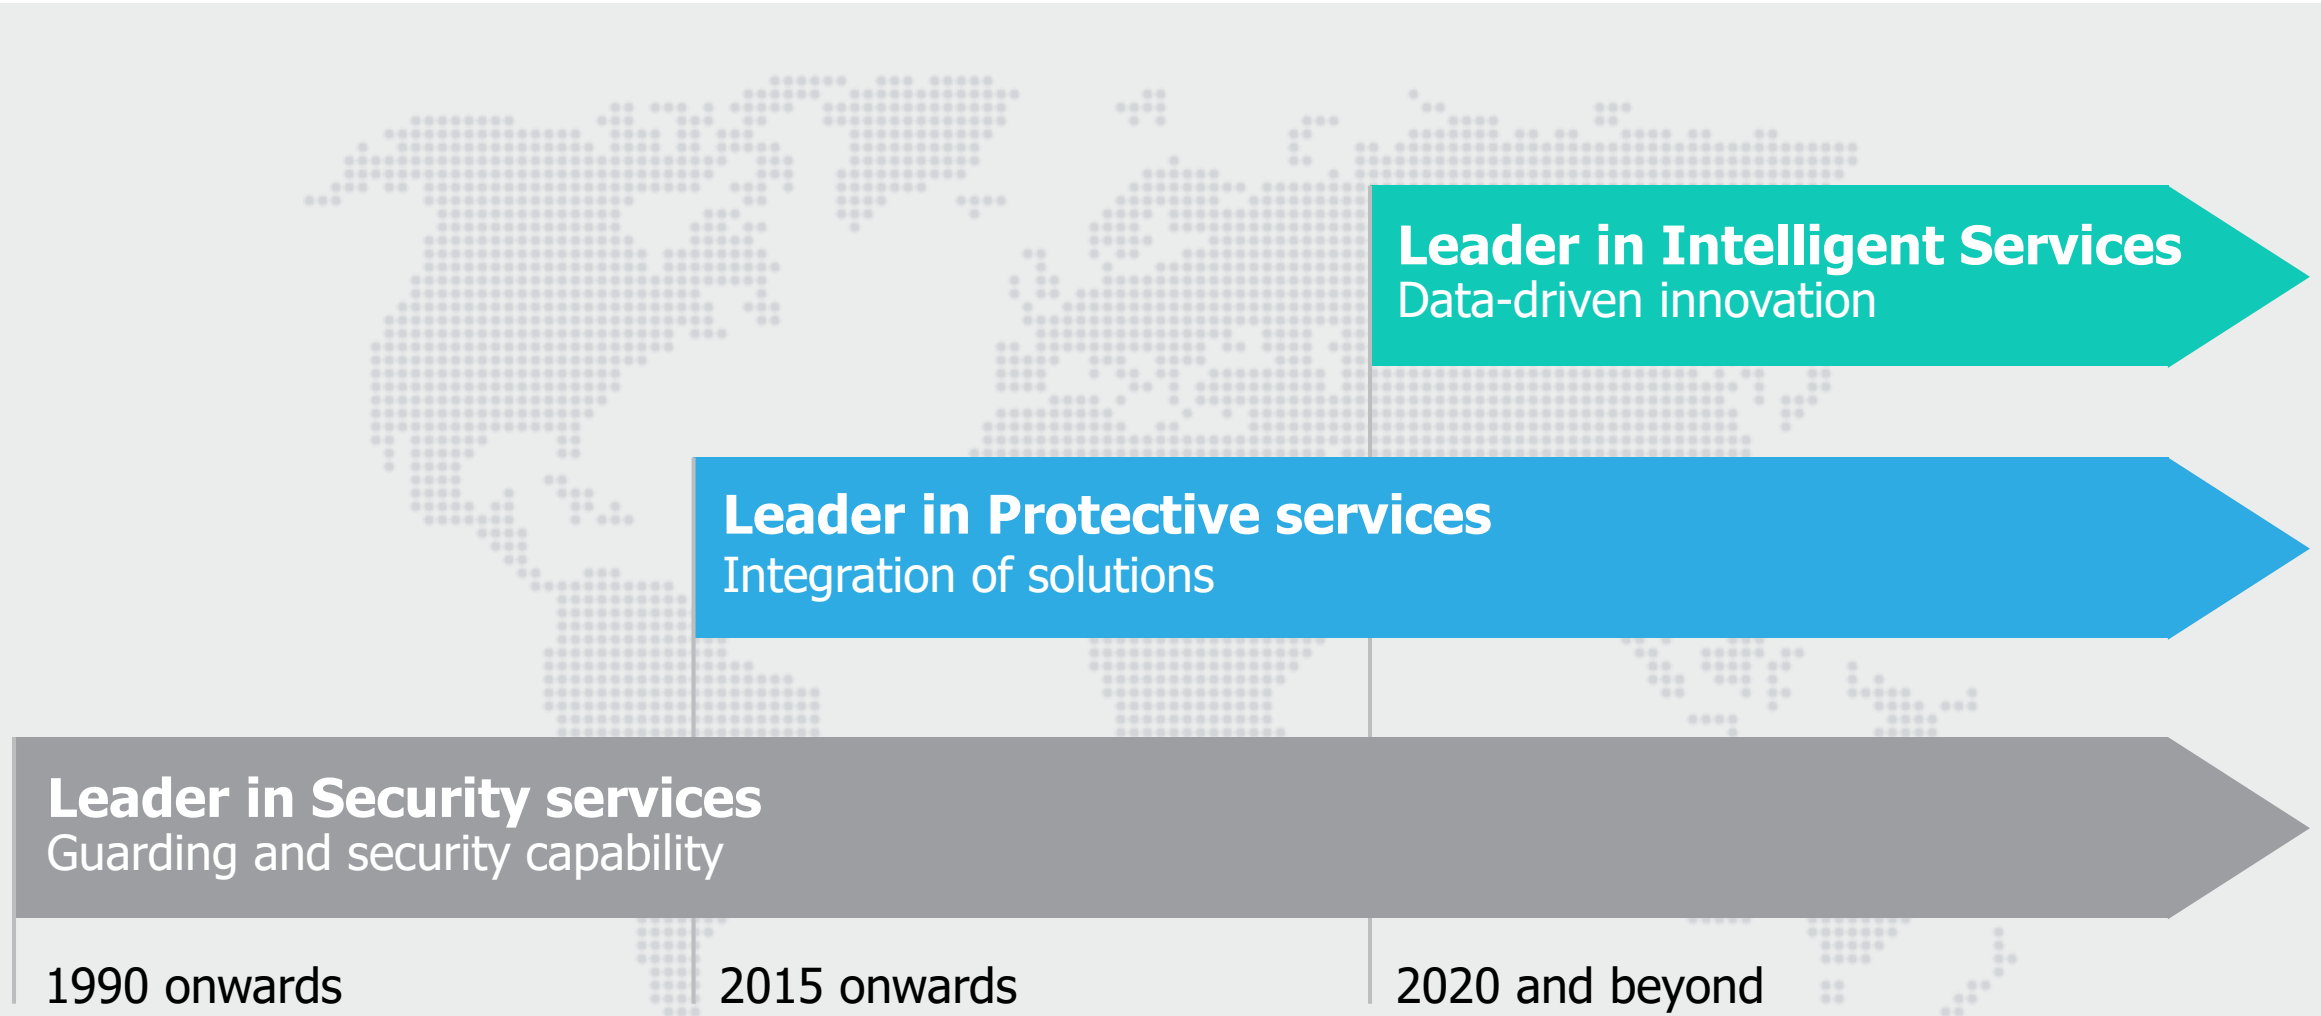 Leader in Intelligent Services
Data-driven innovation
Leader in Protective services
Integration of solutions
Leader in Security services
Guarding and security capability
1990 onwards
2015 onwards
2020 and beyond